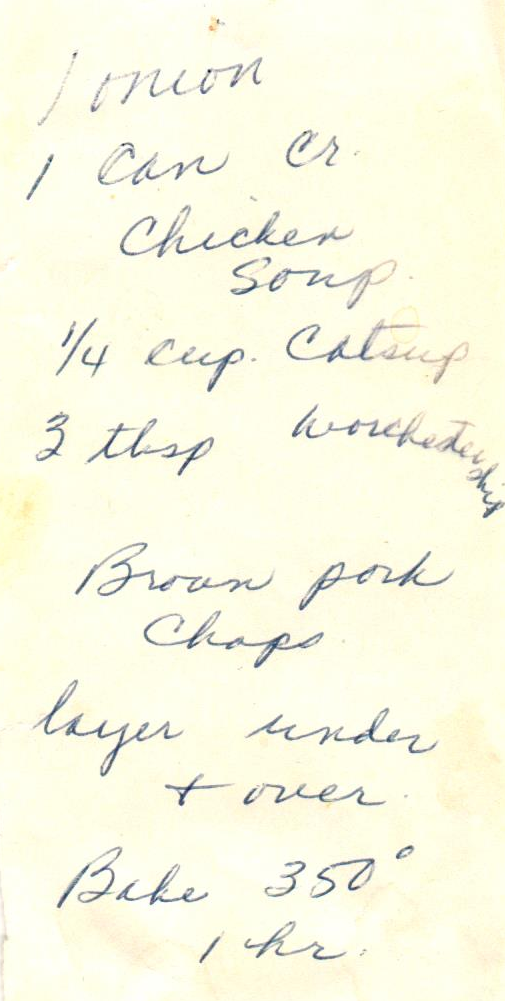 1 onion
1 can cr.
Chicken
Soup.
1/4 cup. Catsup
3 tbsp Worchestership
Brown pork
Chops.
layer under
+ over.
Bake 350°
1 hr.